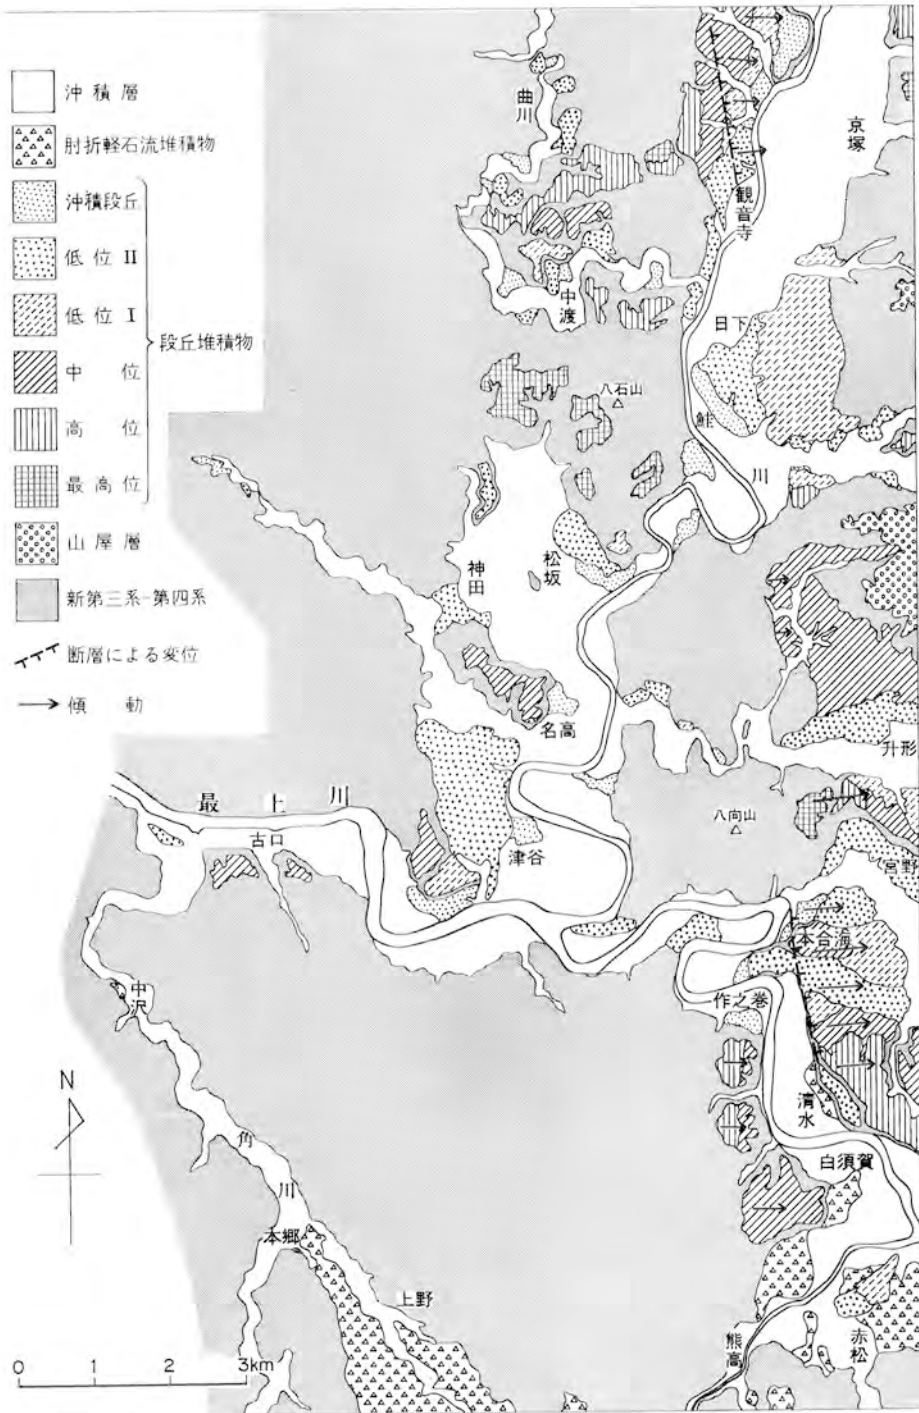 沖積層
肘折軽石流堆積物
沖積段丘
低位 II
低位 I
中位
高位
最高位
段丘堆積物
山屋層
新第三系-第四系
断層による変位
傾動
曲川
京塚
観音寺
中渡
日下
八石山
鮭川
神田
松坂
名高
升形
最上川
古口
津谷
八向山
宮野
本合海
中沢
作之巻
清水
N
角川
白須賀
本郷
上野
熊高
赤松
0 1 2 3km